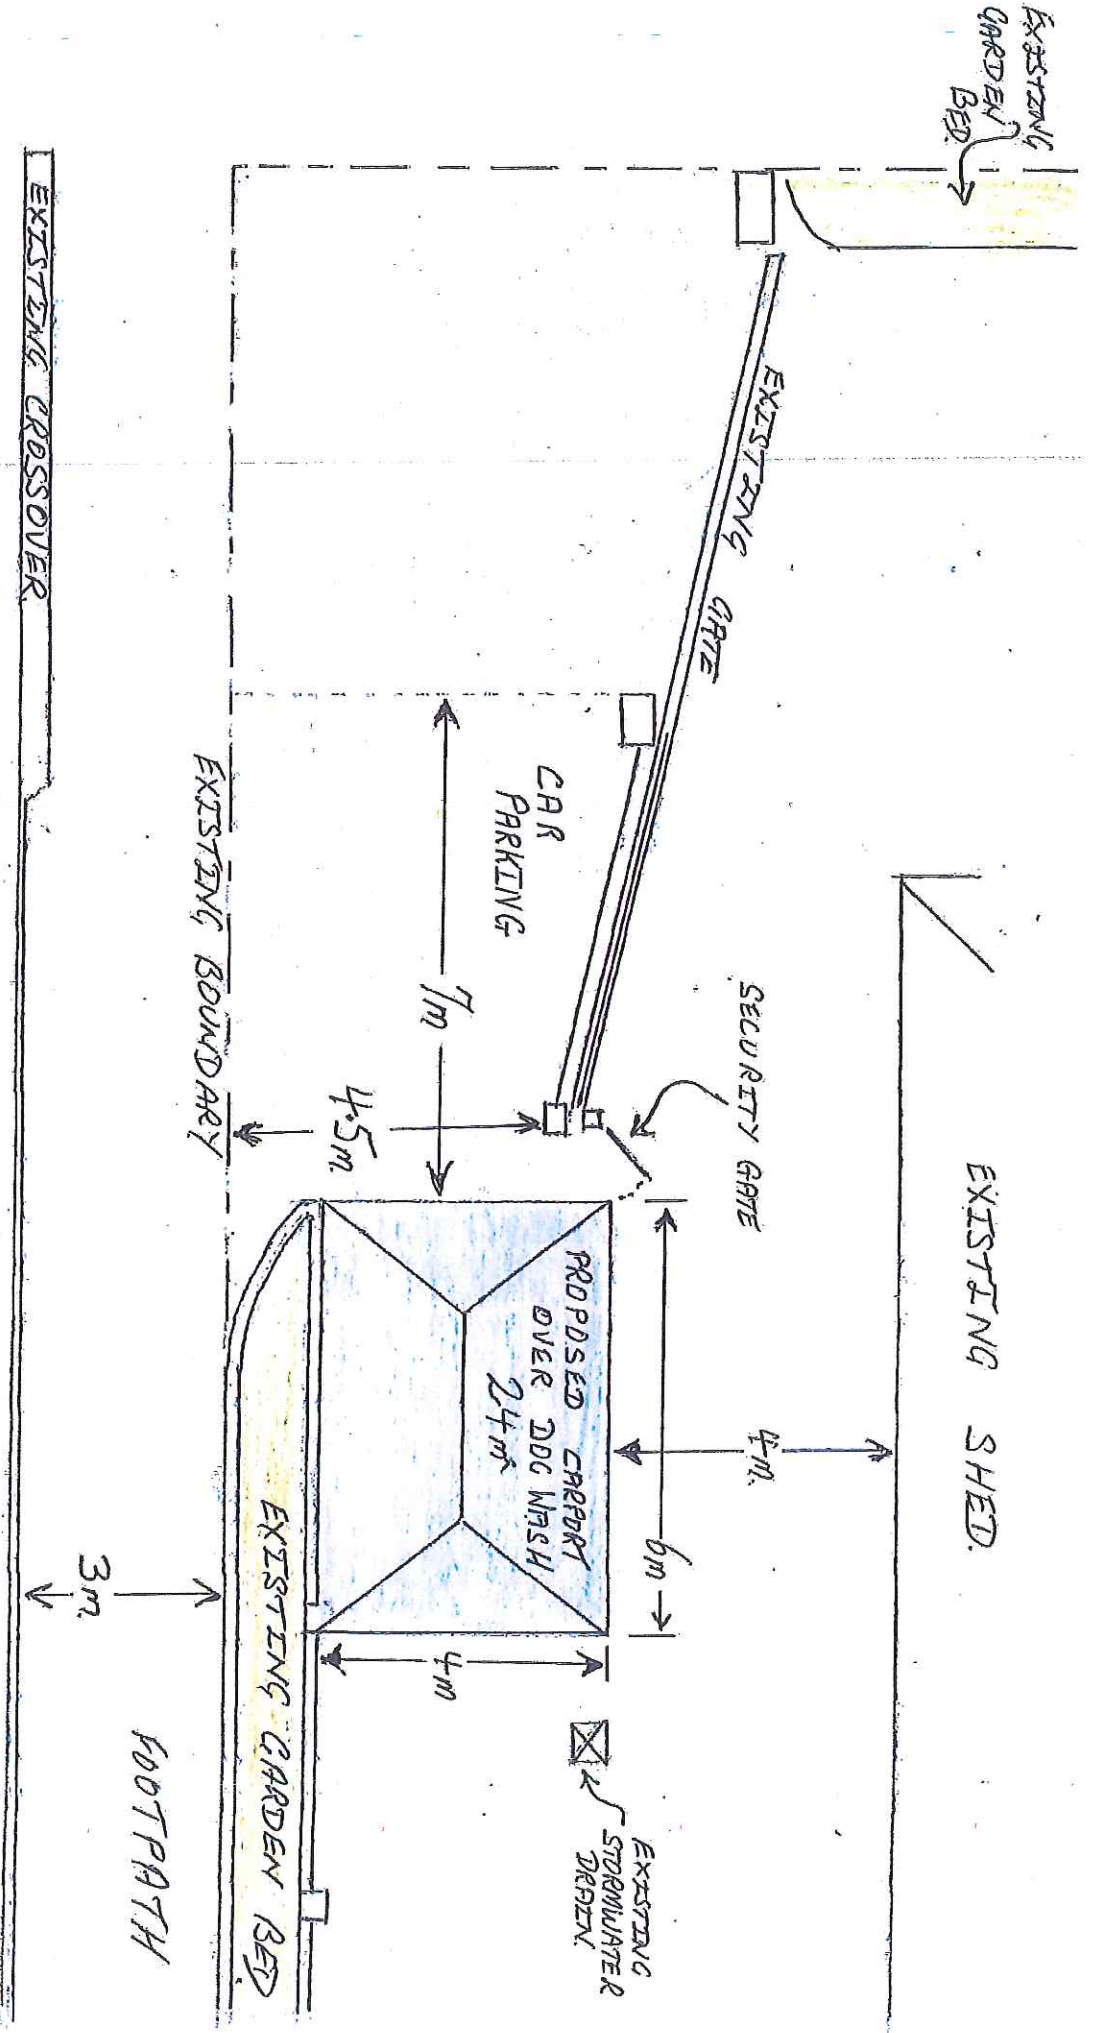 EXISTING
GARDEN
BED.
EXISTING SHED.
EXISTING GATE
SECURITY GATE
4m.
6m
PROPOSED CARPORT
OVER DOG WASH
24m²
4m
EXISTING
STORMWATER
DRAIN.
CAR
PARKING
7m
4.5m.
EXISTING BOUNDARY
EXISTING GARDEN BED
EXISTING CROSSOVER
3m.
FOOTPATH